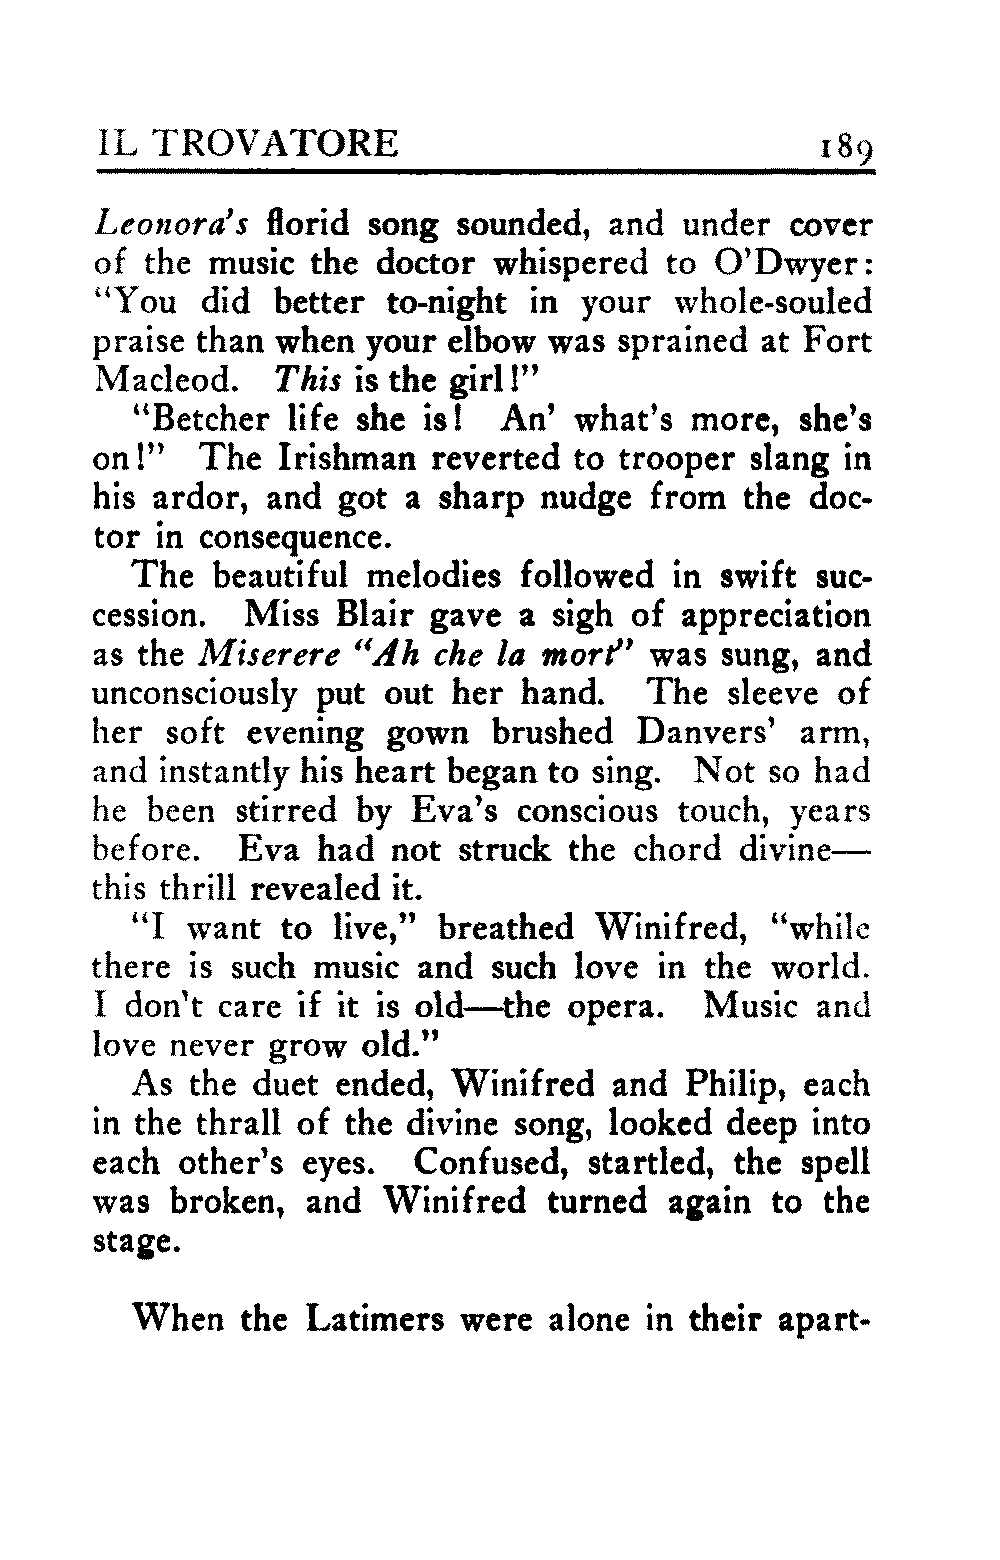 IL TROVATORE 189
Leonora's florid song sounded, and under cover
of the music the doctor whispered to O'Dwyer:
"You did better to-night in your whole-souled
praise than when your elbow was sprained at Fort
Macleod. This is the girl!"
"Betcher life she is! An' what's more, she's
on!" The Irishman reverted to trooper slang in
his ardor, and got a sharp nudge from the doc-
tor in consequence.
The beautiful melodies followed in swift suc-
cession. Miss Blair gave a sigh of appreciation
as the Miserere "Ah che la mort" was sung, and
unconsciously put out her hand. The sleeve of
her soft evening gown brushed Danvers' arm,
and instantly his heart began to sing. Not so had
he been stirred by Eva's conscious touch, years
before. Eva had not struck the chord divine—
this thrill revealed it.
"I want to live," breathed Winifred, "while
there is such music and such love in the world.
I don't care if it is old—the opera. Music and
love never grow old."
As the duet ended, Winifred and Philip, each
in the thrall of the divine song, looked deep into
each other's eyes. Confused, startled, the spell
was broken, and Winifred turned again to the
stage.
When the Latimers were alone in their apart-